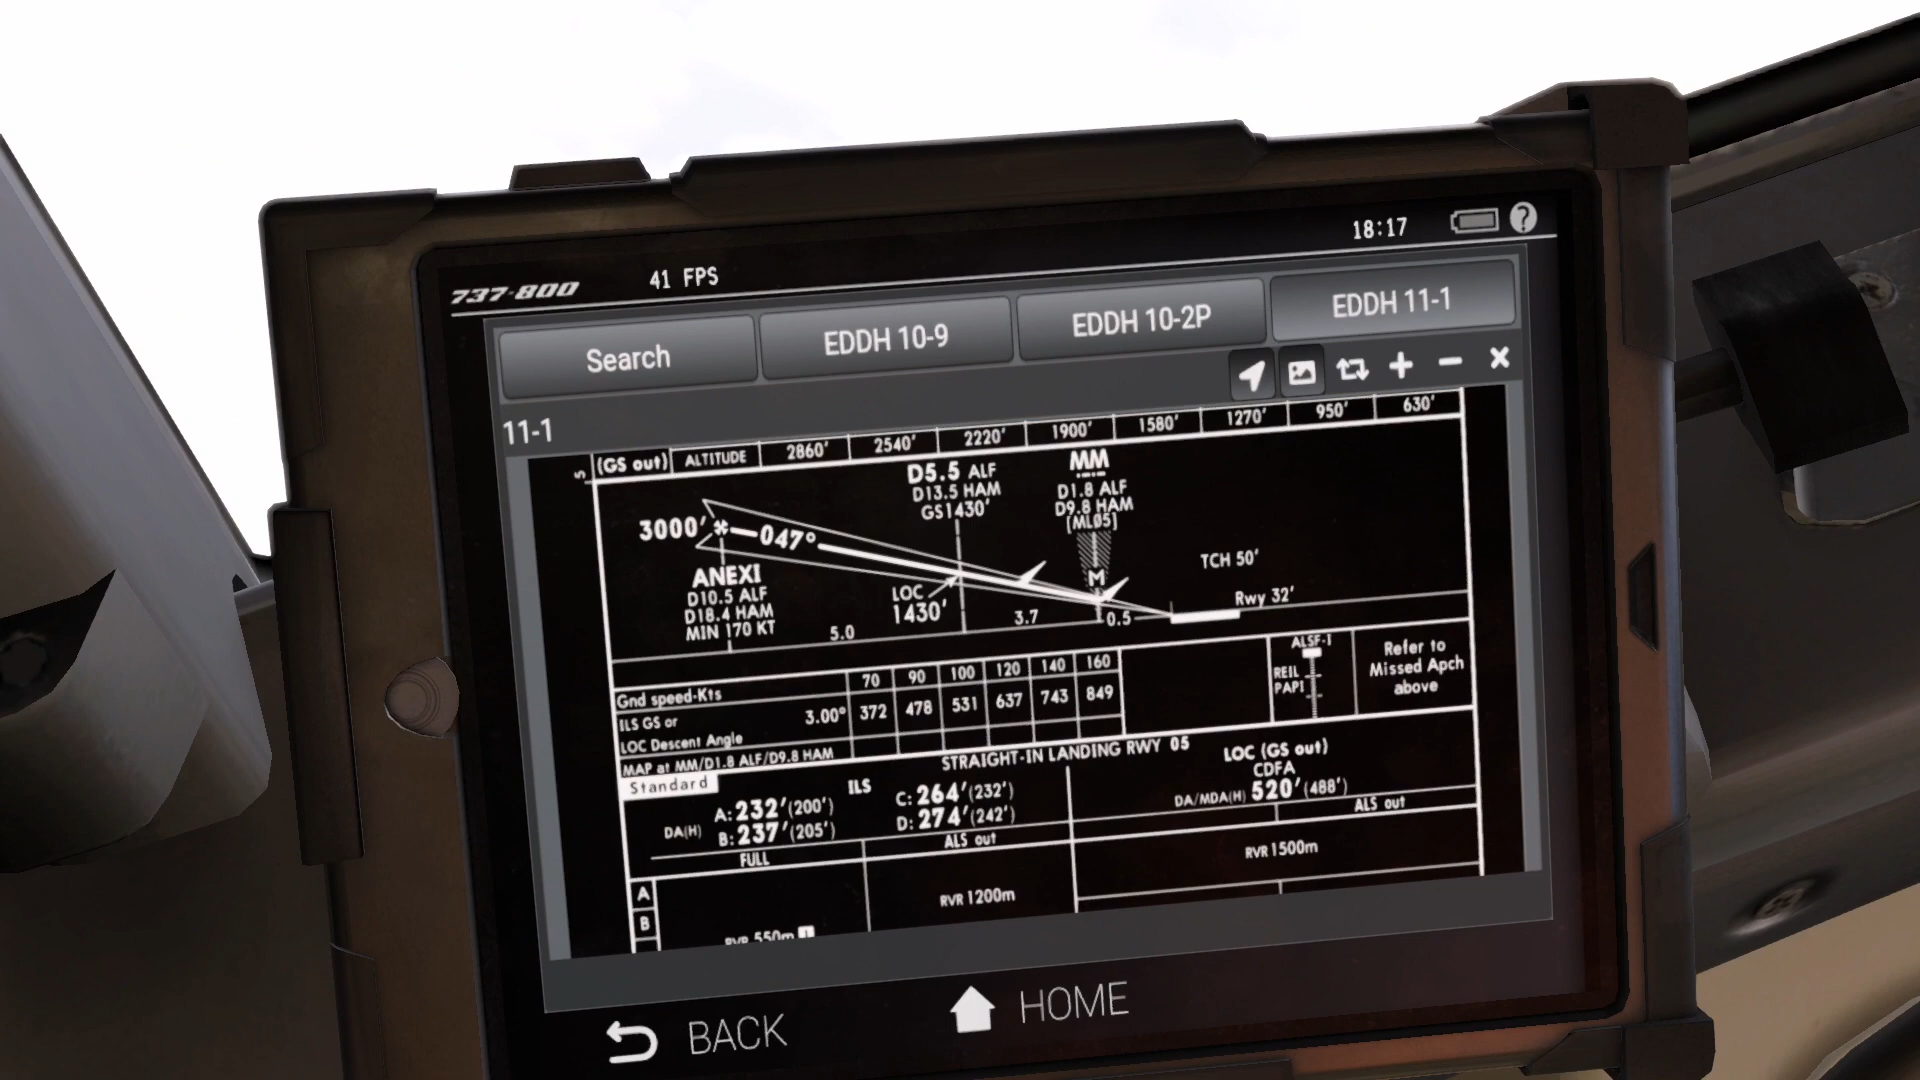 18:17
737-800 41 FPS
Search EDDH 10-9 EDDH 10-2P EDDH 11-1
11-1
(GS out) ALTITUDE 2860' 2540' 2220' 1900' 1580' 1270' 950' 630'
5
D5.5 ALF
D13.5 HAM
GS1430'
MM
D1.8 ALF
D9.8 HAM
[ML05]
3000' 047°
M
TCH 50'
ANEXI
D10.5 ALF
D18.4 HAM
MIN 170 KT
LOC
1430'
Rwy 32'
5.0 3.7 0.5
Gnd speed-Kts 70 90 100 120 140 160
ILS GS or
LOC Descent Angle 3.00° 372 478 531 637 743 849
MAP at MM/D1.8 ALF/D9.8 HAM
ALSF-I
REIL
PAPI
Refer to
Missed Apch
above
Standard STRAIGHT-IN LANDING RWY 05
ILS
LOC (GS out)
CDFA
DA(H) A: 232'(200') C: 264'(232')
B: 237'(205') D: 274'(242')
DA/MDA(H) 520'(488')
FULL ALS out ALS out
A
B
RVR 550m 1
RVR 1200m
RVR 1500m
BACK HOME